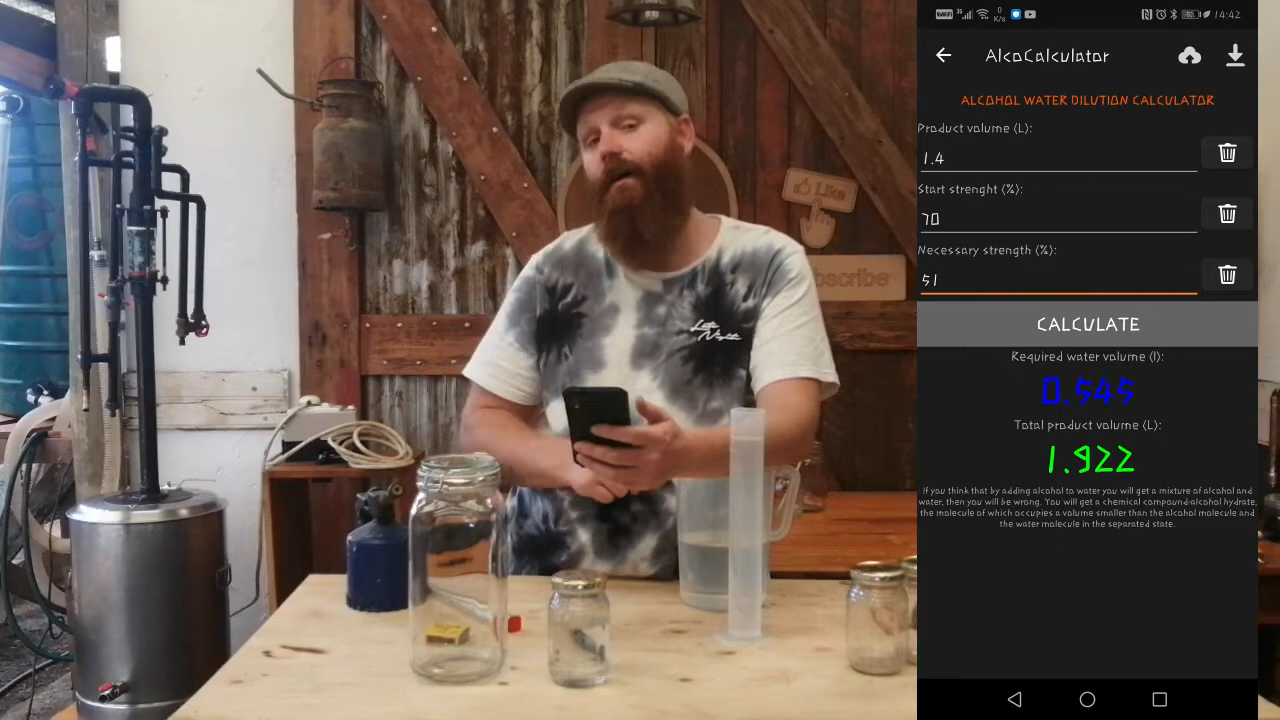 Like
Subscribe
Late
Night
3G
0
K/s
14:42
AlcoCalculator
ALCOHOL WATER DILUTION CALCULATOR
Product volume (L):
1.4
Start strenght (%):
70
Necessary strength (%):
51
CALCULATE
Required water volume (l):
0.545
Total product volume (L):
1.922
If you think that by adding alcohol to water you will get a mixture of alcohol and
water, then you will be wrong. You will get a chemical compound-alcohol hydrate,
the molecule of which occupies a volume smaller than the alcohol molecule and
the water molecule in the separated state.